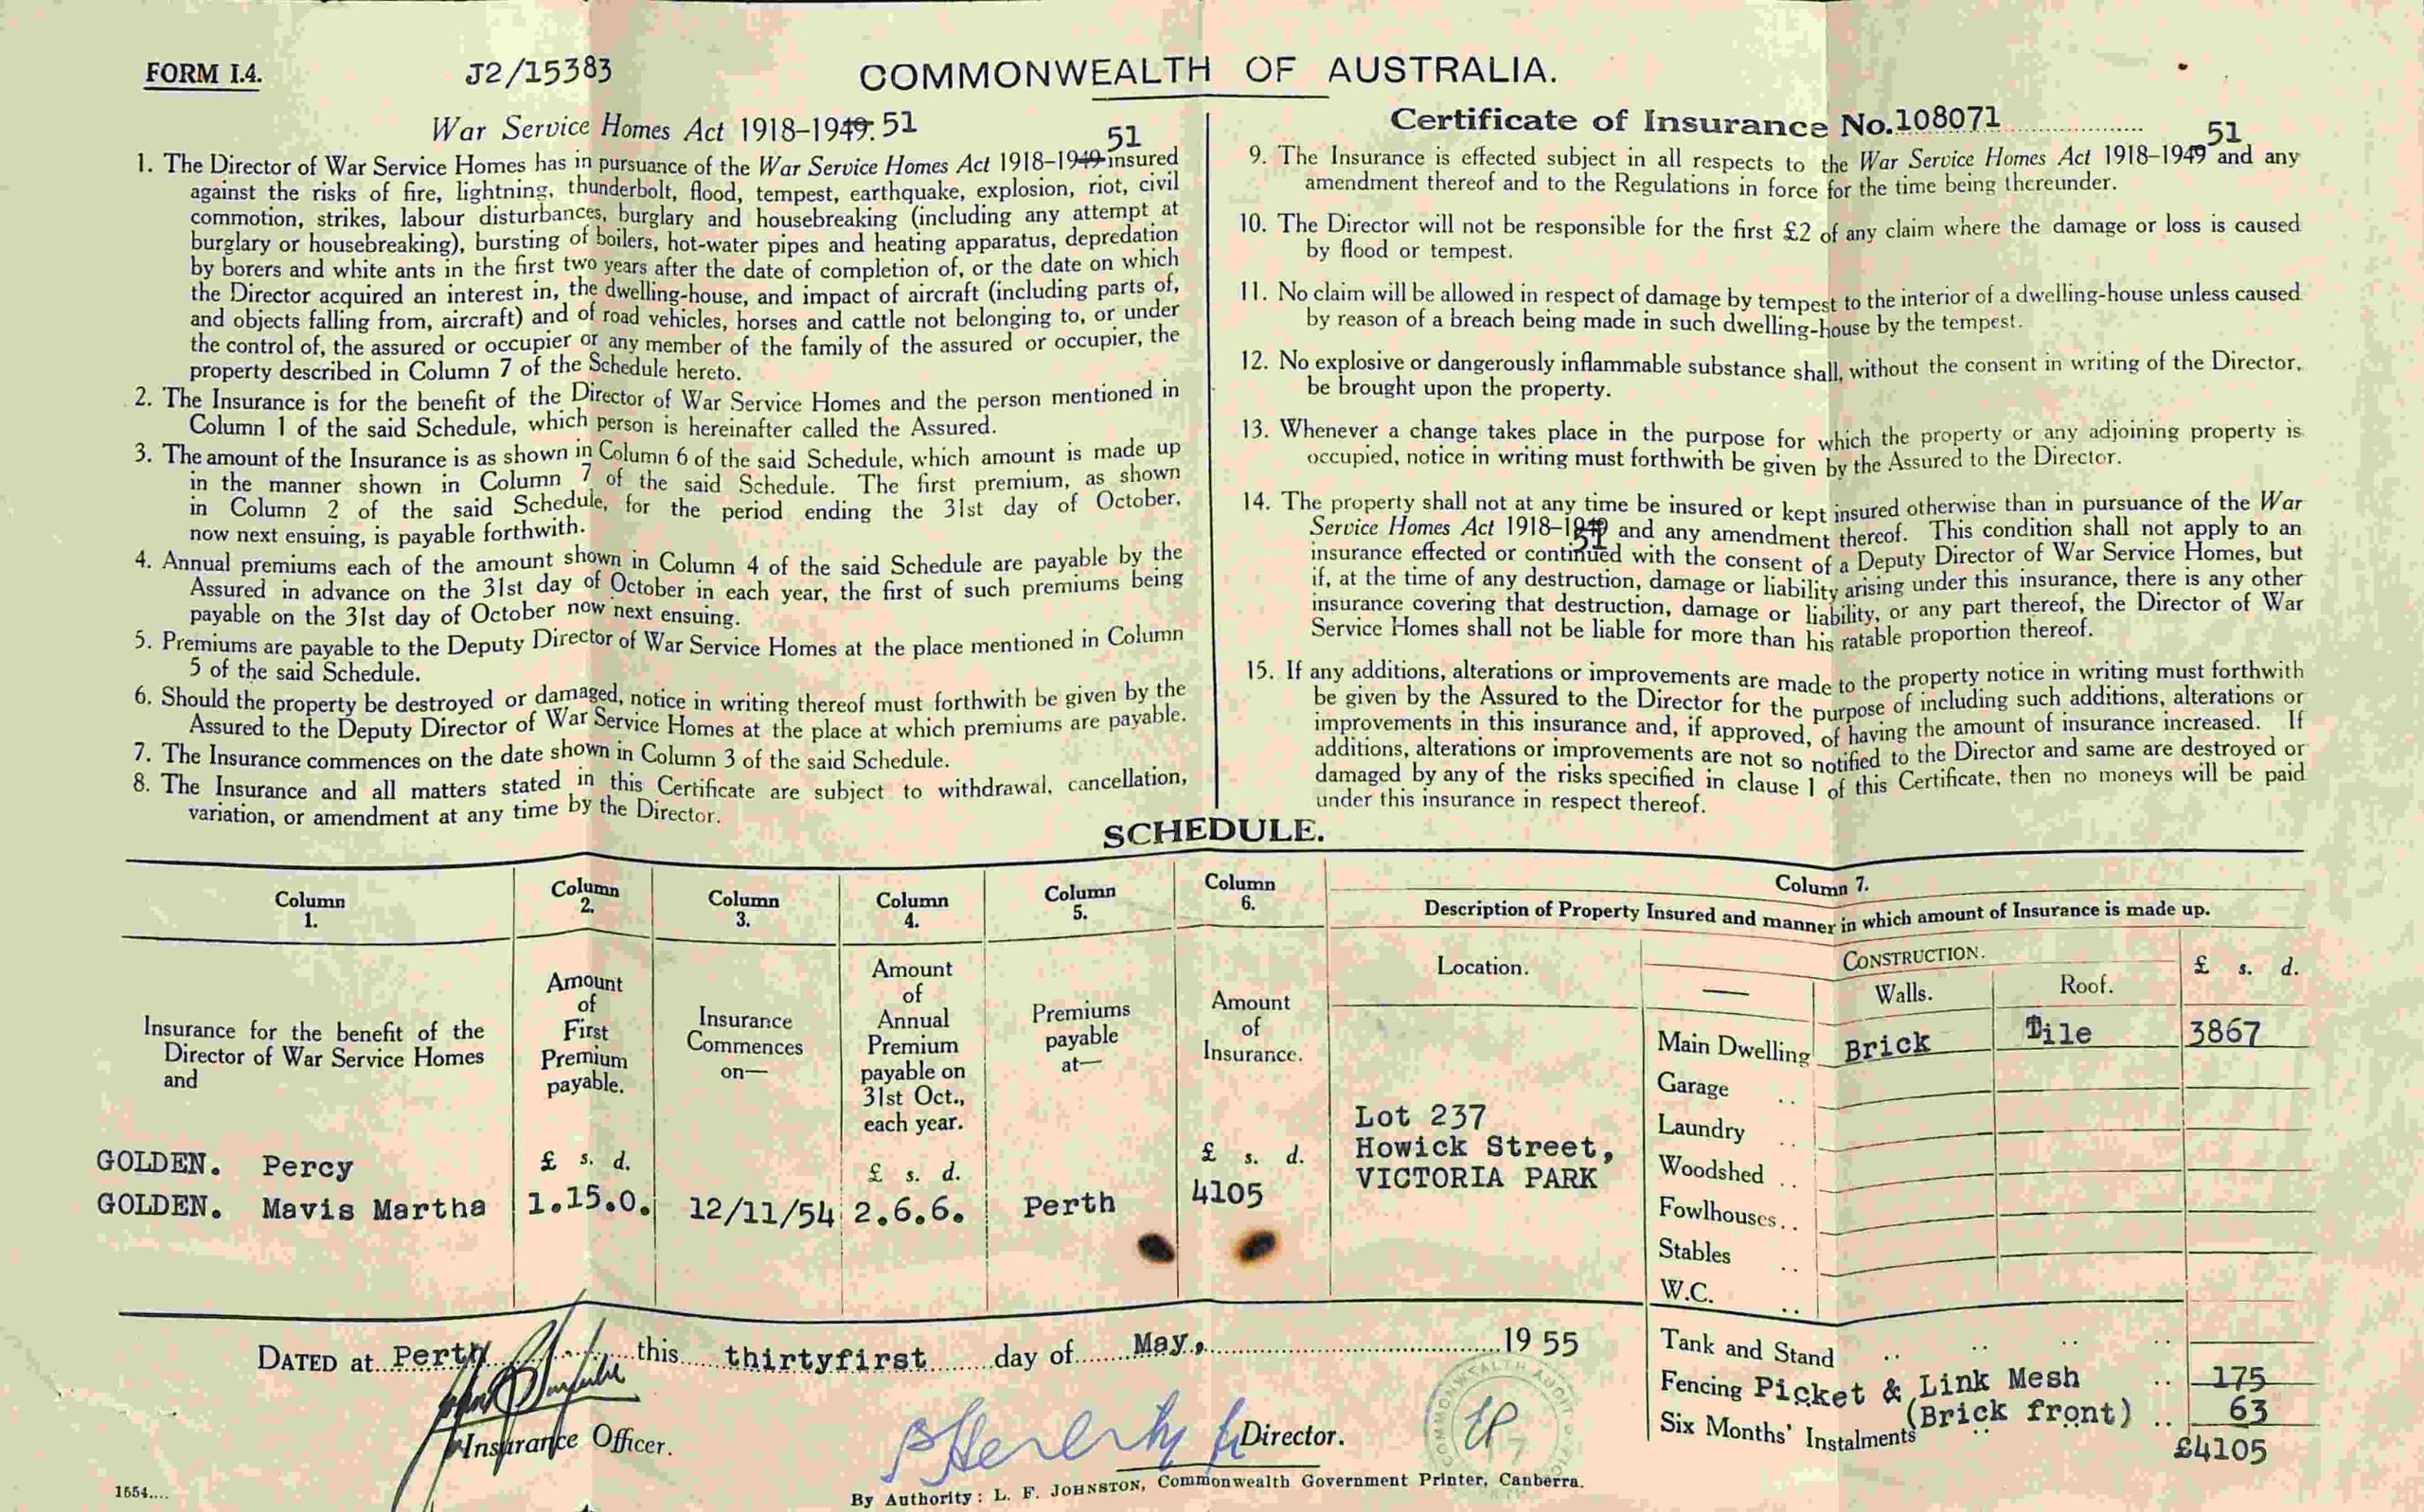 FORM I.4.
J2/15383
COMMONWEALTH OF AUSTRALIA.
War Service Homes Act 1918–1949. 51
Certificate of Insurance No. 108071
51
1. The Director of War Service Homes has in pursuance of the War Service Homes Act 1918–1949 insured
against the risks of fire, lightning, thunderbolt, flood, tempest, earthquake, explosion, riot, civil
commotion, strikes, labour disturbances, burglary and housebreaking (including any attempt at
burglary or housebreaking), bursting of boilers, hot-water pipes and heating apparatus, depredation
by borers and white ants in the first two years after the date of completion of, or the date on which
the Director acquired an interest in, the dwelling-house, and impact of aircraft (including parts of,
and objects falling from, aircraft) and of road vehicles, horses and cattle not belonging to, or under
the control of, the assured or occupier or any member of the family of the assured or occupier, the
property described in Column 7 of the Schedule hereto.
2. The Insurance is for the benefit of the Director of War Service Homes and the person mentioned in
Column 1 of the said Schedule, which person is hereinafter called the Assured.
3. The amount of the Insurance is as shown in Column 6 of the said Schedule, which amount is made up
in the manner shown in Column 7 of the said Schedule. The first premium, as shown
in Column 2 of the said Schedule, for the period ending the 31st day of October,
now next ensuing, is payable forthwith.
4. Annual premiums each of the amount shown in Column 4 of the said Schedule are payable by the
Assured in advance on the 31st day of October in each year, the first of such premiums being
payable on the 31st day of October now next ensuing.
5. Premiums are payable to the Deputy Director of War Service Homes at the place mentioned in Column
5 of the said Schedule.
6. Should the property be destroyed or damaged, notice in writing thereof must forthwith be given by the
Assured to the Deputy Director of War Service Homes at the place at which premiums are payable.
7. The Insurance commences on the date shown in Column 3 of the said Schedule.
8. The Insurance and all matters stated in this Certificate are subject to withdrawal, cancellation,
variation, or amendment at any time by the Director.
51
9. The Insurance is effected subject in all respects to the War Service Homes Act 1918–1949 and any
amendment thereof and to the Regulations in force for the time being thereunder.
10. The Director will not be responsible for the first £2 of any claim where the damage or loss is caused
by flood or tempest.
11. No claim will be allowed in respect of damage by tempest to the interior of a dwelling-house unless caused
by reason of a breach being made in such dwelling-house by the tempest.
12. No explosive or dangerously inflammable substance shall, without the consent in writing of the Director,
be brought upon the property.
13. Whenever a change takes place in the purpose for which the property or any adjoining property is
occupied, notice in writing must forthwith be given by the Assured to the Director.
14. The property shall not at any time be insured or kept insured otherwise than in pursuance of the War
Service Homes Act 1918–1949 and any amendment thereof. This condition shall not apply to an
51
insurance effected or continued with the consent of a Deputy Director of War Service Homes, but
if, at the time of any destruction, damage or liability arising under this insurance, there is any other
insurance covering that destruction, damage or liability, or any part thereof, the Director of War
Service Homes shall not be liable for more than his ratable proportion thereof.
15. If any additions, alterations or improvements are made to the property notice in writing must forthwith
be given by the Assured to the Director for the purpose of including such additions, alterations or
improvements in this insurance and, if approved, of having the amount of insurance increased. If
additions, alterations or improvements are not so notified to the Director and same are destroyed or
damaged by any of the risks specified in clause 1 of this Certificate, then no moneys will be paid
under this insurance in respect thereof.
SCHEDULE.
Column 1.
Column 2.
Column 3.
Column 4.
Column 5.
Column 6.
Column 7.
Description of Property Insured and manner in which amount of Insurance is made up.
Insurance for the benefit of the
Director of War Service Homes
and
GOLDEN. Percy
GOLDEN. Mavis Martha
Amount
of
First
Premium
payable.
£ s. d.
1.15.0.
Insurance
Commences
on—
12/11/54
Amount
of
Annual
Premium
payable on
31st Oct.,
each year.
£ s. d.
2.6.6.
Premiums
payable
at—
Perth
Amount
of
Insurance.
£ s. d.
4105
Location.
Lot 237
Howick Street,
VICTORIA PARK
CONSTRUCTION.
£ s. d.
— Walls. Roof.
Main Dwelling Brick Tile 3867
Garage ..
Laundry ..
Woodshed ..
Fowlhouses ..
Stables ..
W.C. ..
Tank and Stand .. .. ..
Fencing Picket & Link Mesh .. 175
(Brick front) .. 63
Six Months' Instalments ..
£4105
DATED at Perth this thirtyfirst day of May, 1955
Insurance Officer.
Director.
COMMONWEALTH AUDIT OFFICE
By Authority: L. F. JOHNSTON, Commonwealth Government Printer, Canberra.
1654....